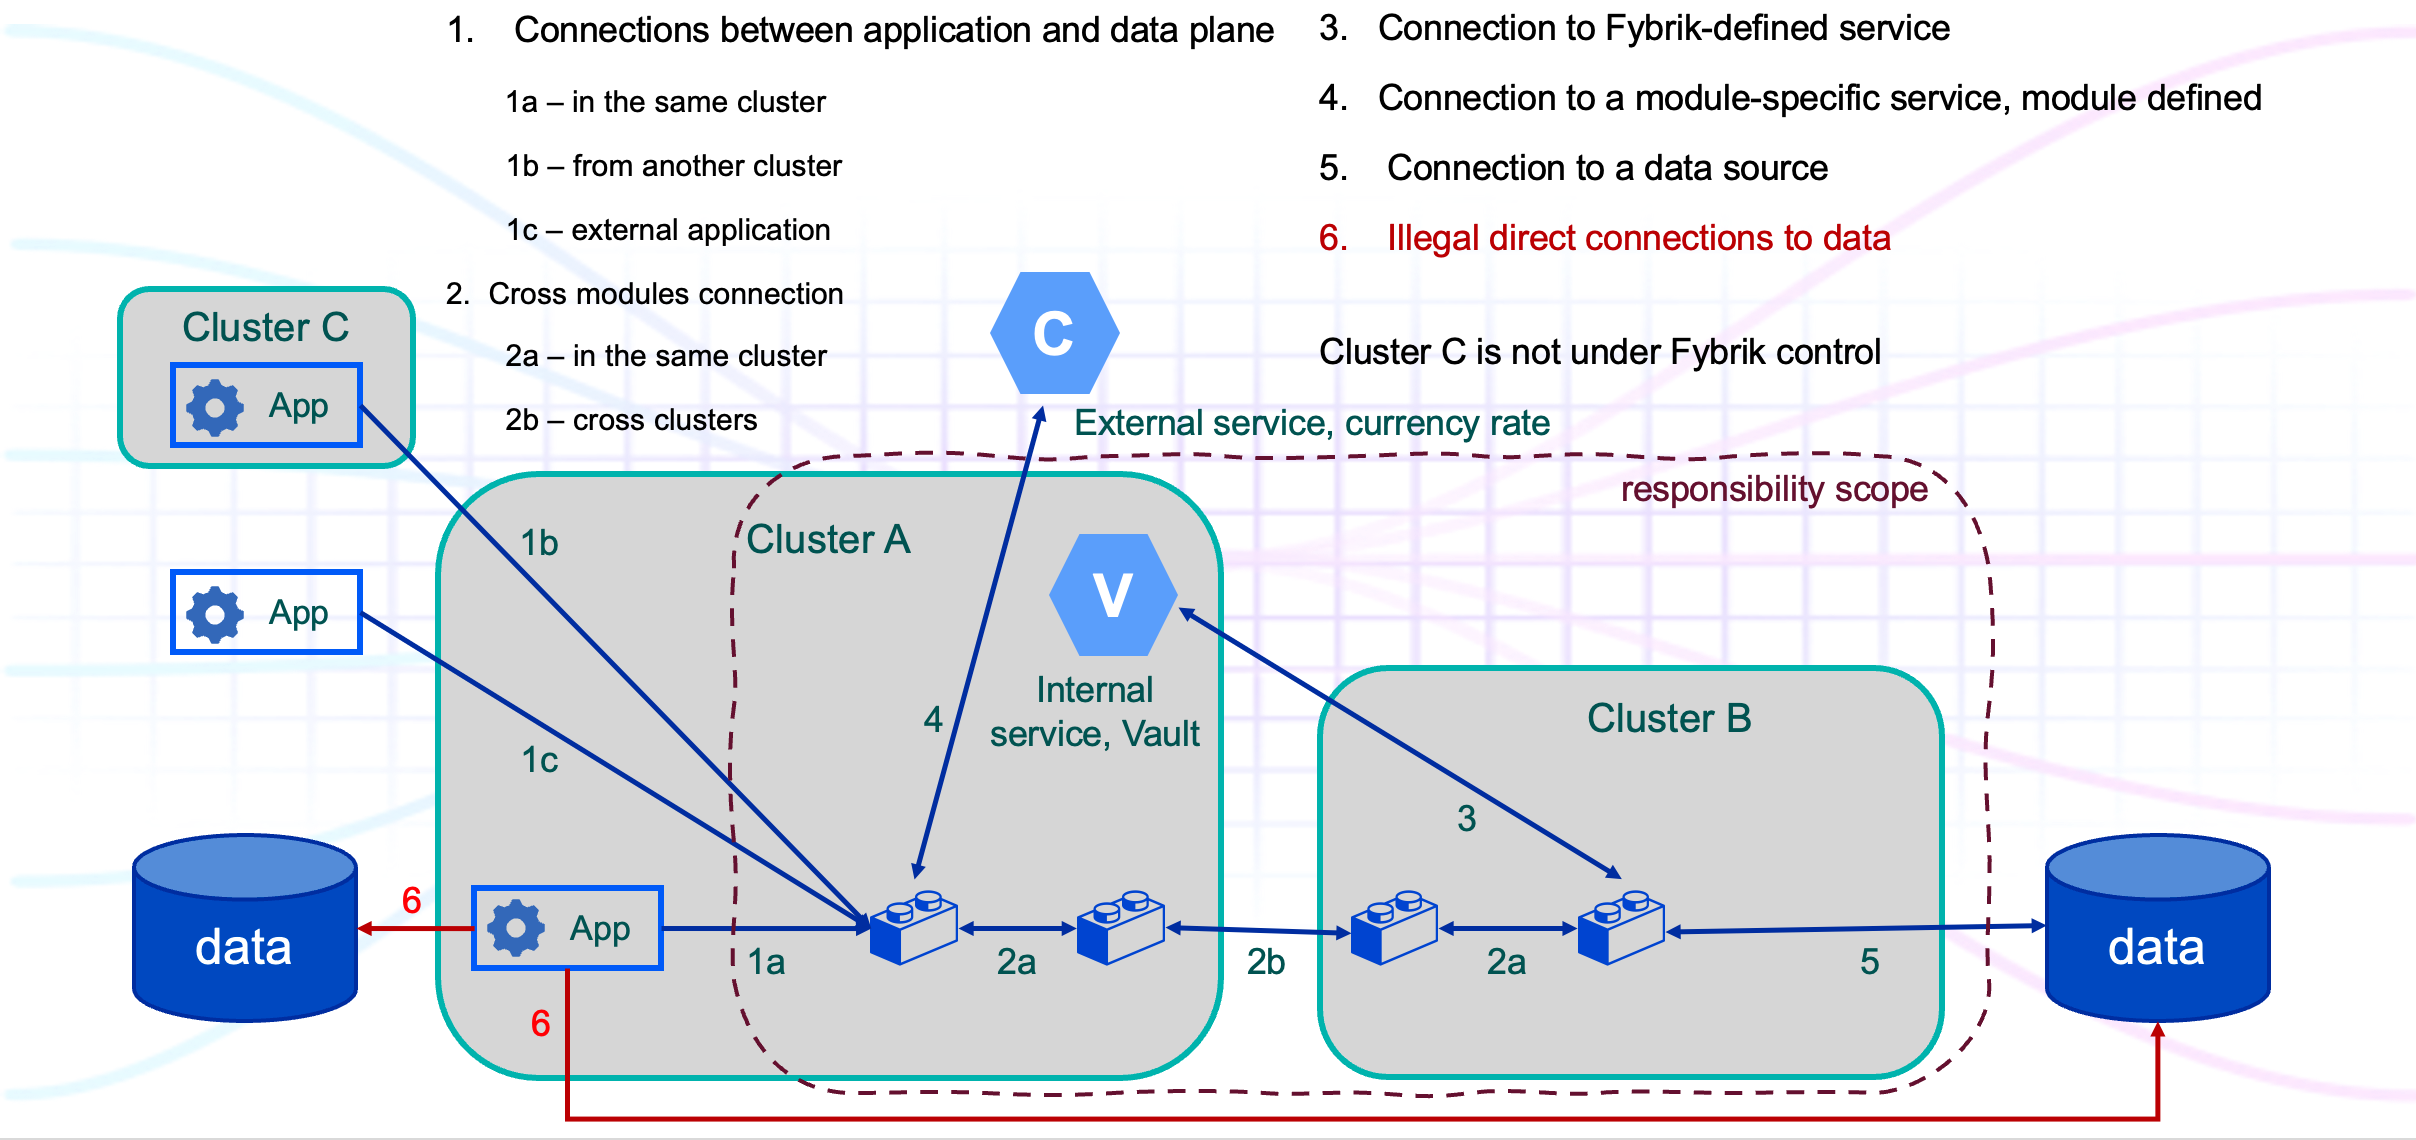 1. Connections between application and data plane
1a – in the same cluster
1b – from another cluster
1c – external application
2. Cross modules connection
2a – in the same cluster
2b – cross clusters
3. Connection to Fybrik-defined service
4. Connection to a module-specific service, module defined
5. Connection to a data source
6. Illegal direct connections to data
Cluster C is not under Fybrik control
Cluster C
App
C
External service, currency rate
responsibility scope
Cluster A
1b
V
App
Internal
service, Vault
4
Cluster B
1c
3
data
6
App
1a
2a
2b
2a
5
data
6